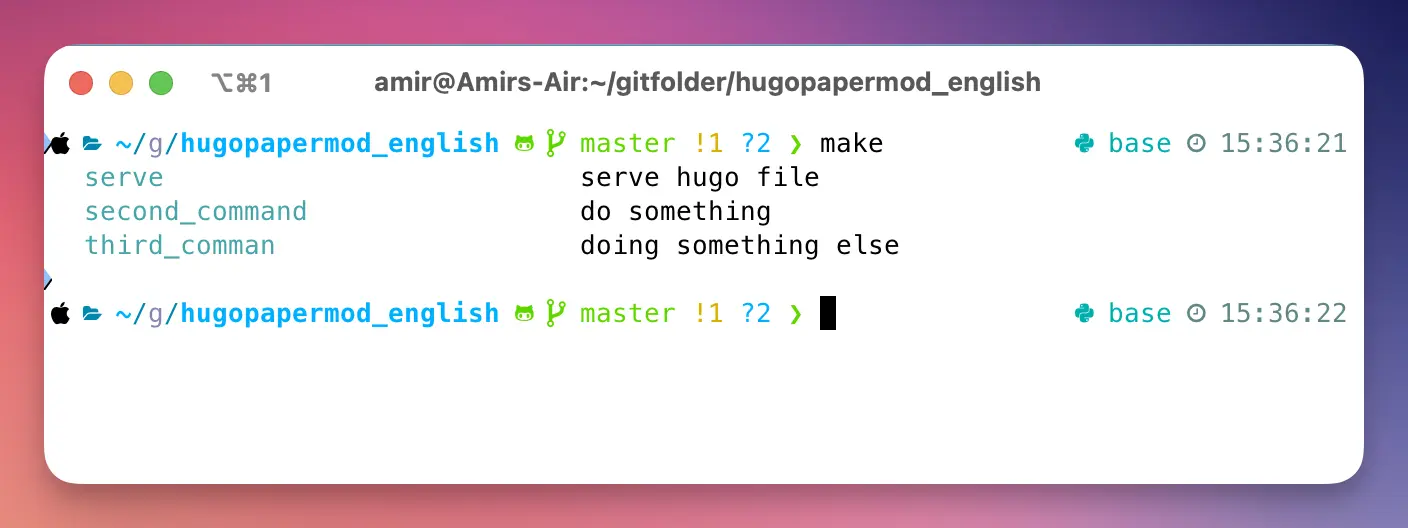 ⌥⌘1 amir@Amirs-Air:~/gitfolder/hugopapermod_english
~/g/hugopapermod_english master !1 ?2 ❯ make base 15:36:21
serve serve hugo file
second_command do something
third_comman doing something else
~/g/hugopapermod_english master !1 ?2 ❯ base 15:36:22